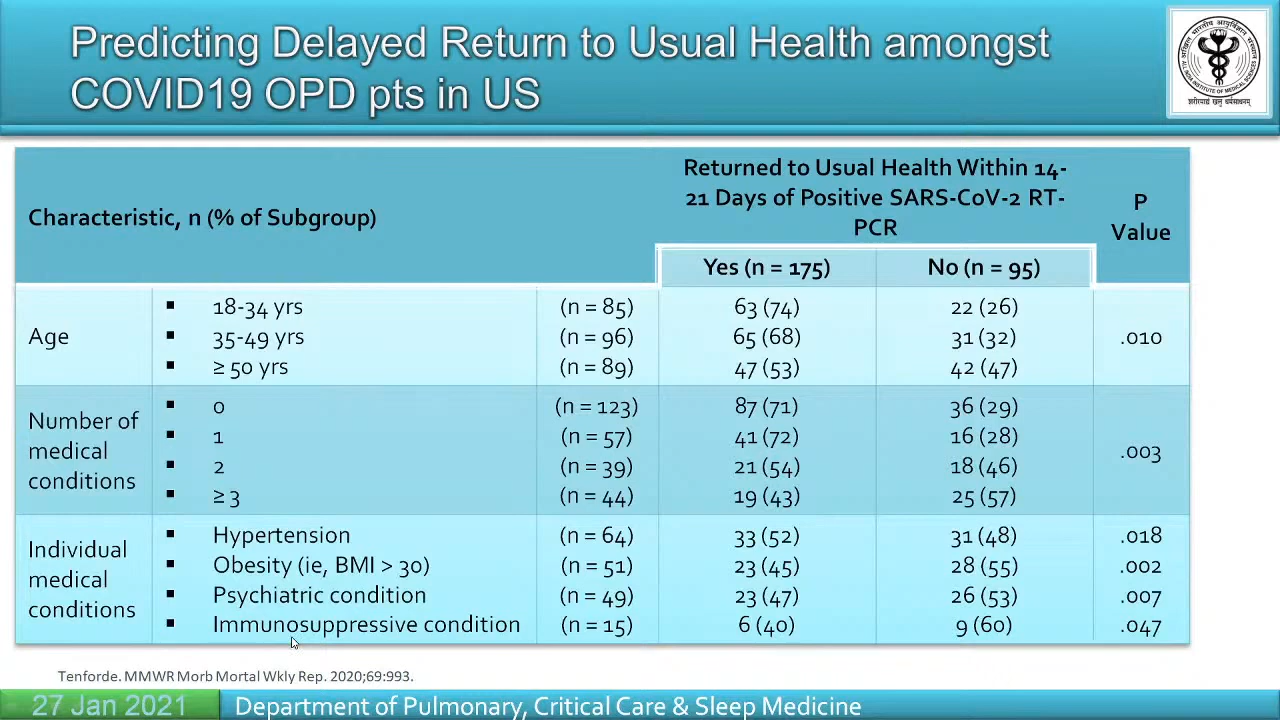 Predicting Delayed Return to Usual Health amongst
COVID19 OPD pts in US
Characteristic, n (% of Subgroup)
Returned to Usual Health Within 14-
21 Days of Positive SARS-CoV-2 RT-
PCR
P
Value
Yes (n = 175) No (n = 95)
Age
▪ 18-34 yrs (n = 85) 63 (74) 22 (26)
▪ 35-49 yrs (n = 96) 65 (68) 31 (32) .010
▪ ≥ 50 yrs (n = 89) 47 (53) 42 (47)
Number of
medical
conditions
▪ 0 (n = 123) 87 (71) 36 (29)
▪ 1 (n = 57) 41 (72) 16 (28)
.003
▪ 2 (n = 39) 21 (54) 18 (46)
▪ ≥ 3 (n = 44) 19 (43) 25 (57)
Individual
medical
conditions
▪ Hypertension (n = 64) 33 (52) 31 (48) .018
▪ Obesity (ie, BMI > 30) (n = 51) 23 (45) 28 (55) .002
▪ Psychiatric condition (n = 49) 23 (47) 26 (53) .007
▪ Immunosuppressive condition (n = 15) 6 (40) 9 (60) .047
Tenforde. MMWR Morb Mortal Wkly Rep. 2020;69:993.
27 Jan 2021 Department of Pulmonary, Critical Care & Sleep Medicine